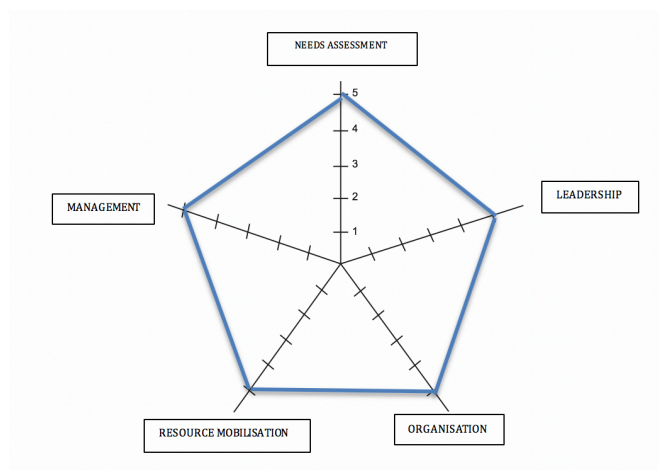 NEEDS ASSESSMENT
5
4
3
2
1
LEADERSHIP
MANAGEMENT
RESOURCE MOBILISATION
ORGANISATION